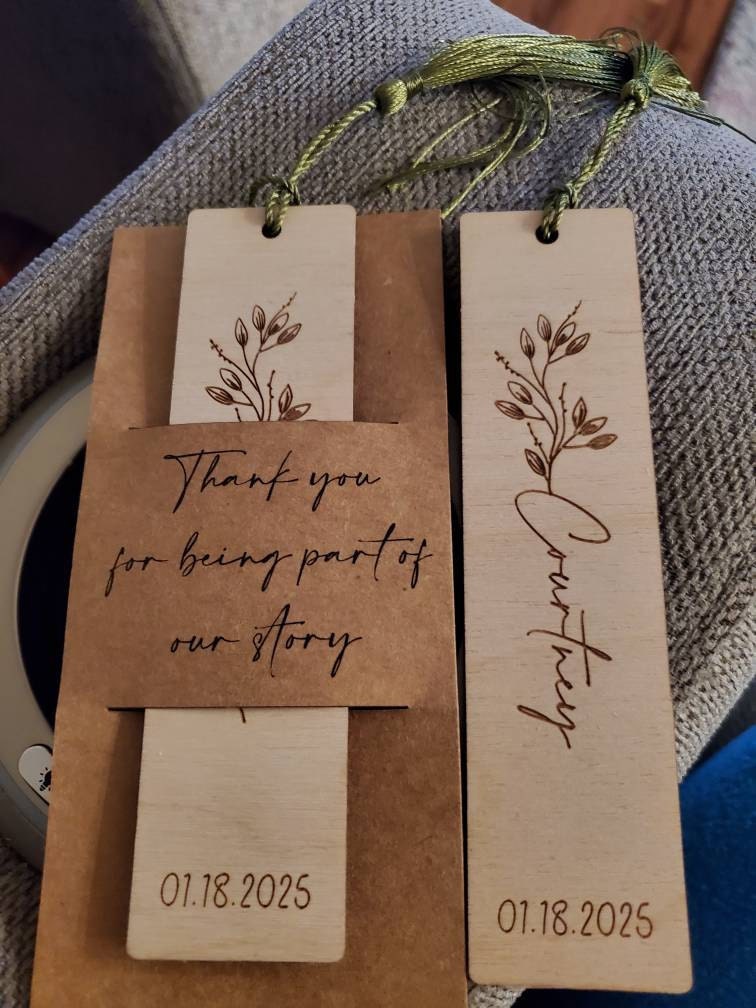 Thank you
for being part of
our story
01.18.2025
Courtney
01.18.2025